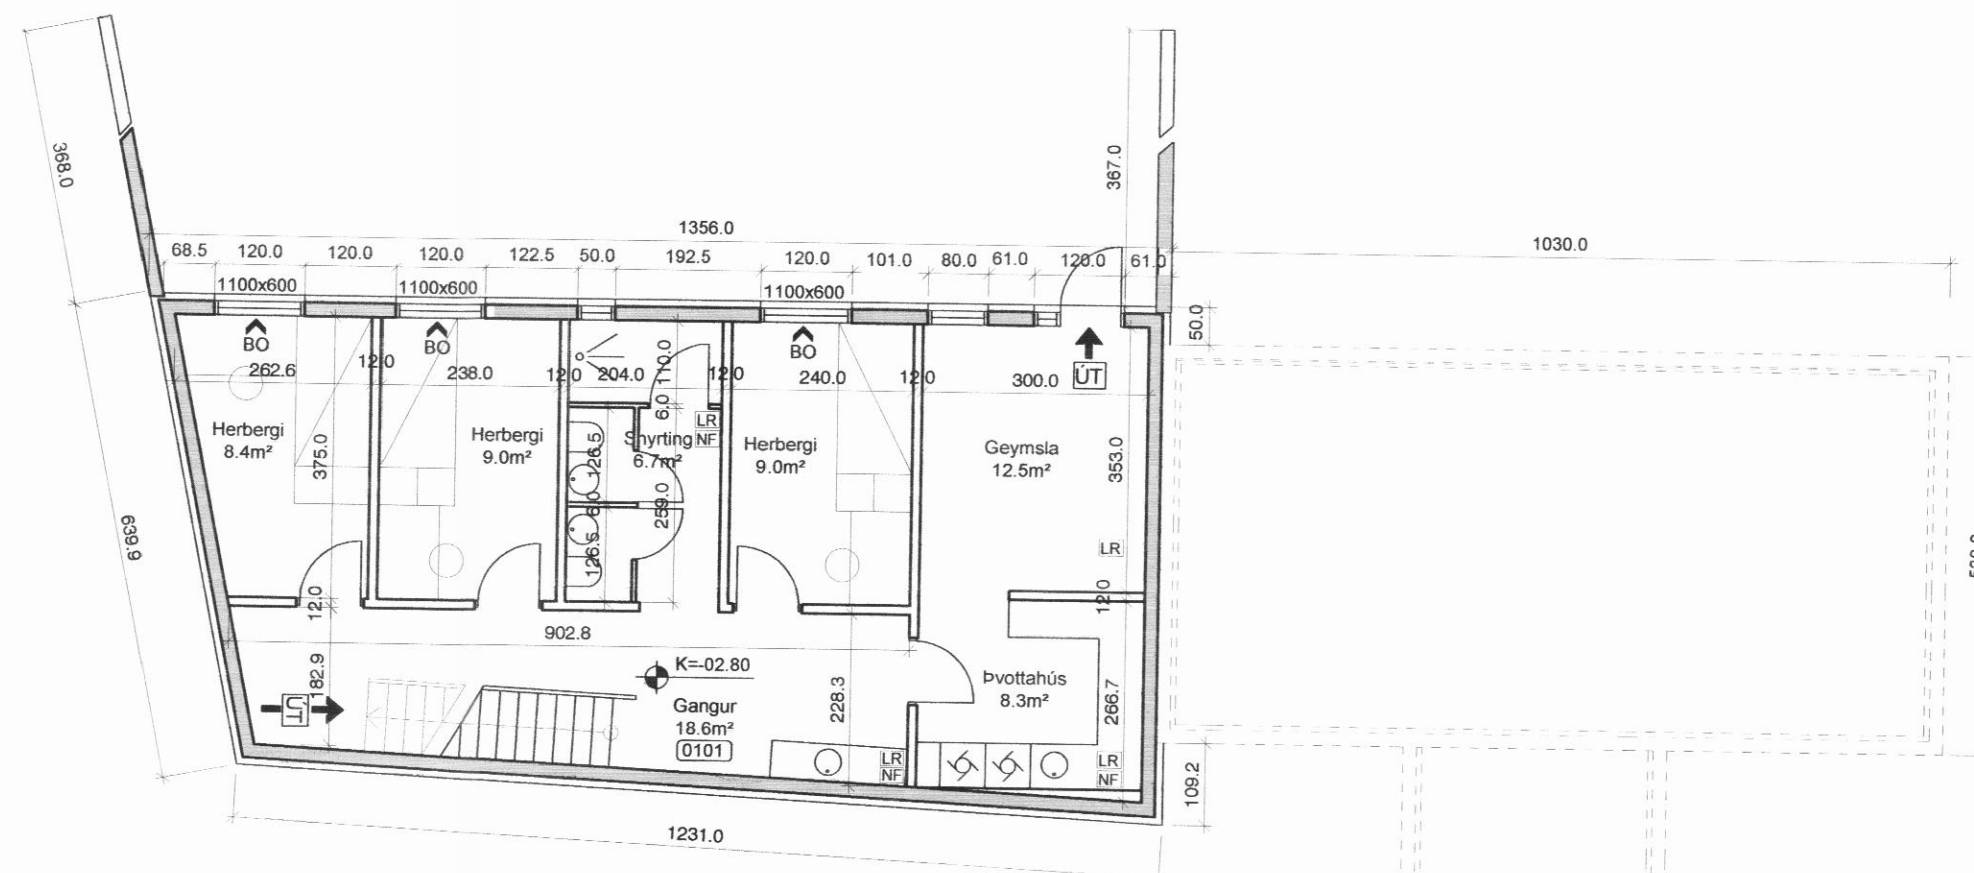 368.0
367.0
1356.0
1030.0
68.5 120.0 120.0 120.0 122.5 50.0 192.5 120.0 101.0 80.0 61.0 120.0 61.0
1100x600 1100x600 1100x600
50.0
BO BO BO
ÚT
262.6 12.0 238.0 12.0 204.0 110.0 12.0 240.0 12.0 300.0
6.0
LR
NF
Herbergi
8.4m²
375.0
Herbergi
9.0m²
126.5
Snyrting
6.7m²
Herbergi
9.0m²
Geymsla
12.5m²
353.0
6.0
259.0
126.5
639.9
LR
12.0
12.0
902.8
K=-02.80
182.9
ÚT
Gangur
18.6m²
0101
228.3
Þvottahús
8.3m²
266.7
LR
NF
LR
NF
109.2
1231.0